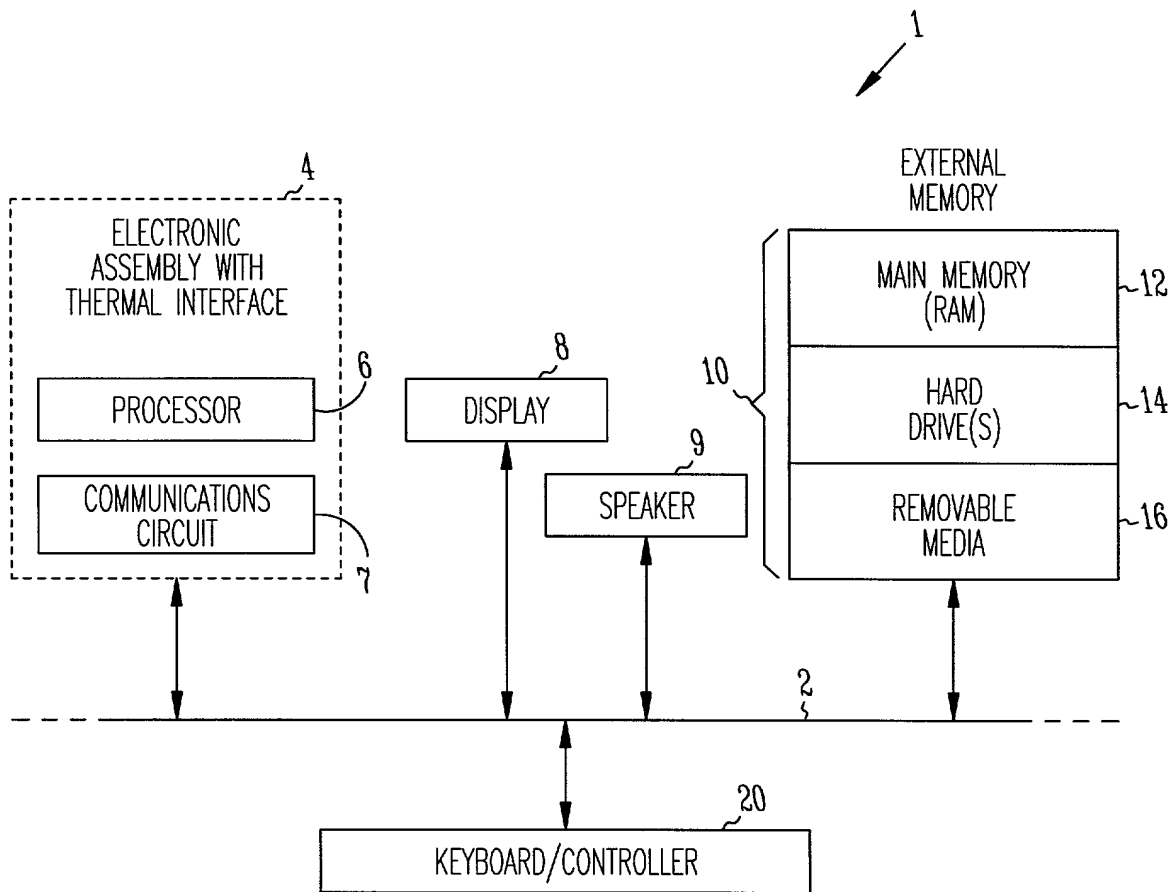 1
EXTERNAL
MEMORY
4
ELECTRONIC
ASSEMBLY WITH
THERMAL INTERFACE
MAIN MEMORY
(RAM)
12
6
PROCESSOR
8
DISPLAY
10
HARD
DRIVE(S)
14
9
SPEAKER
COMMUNICATIONS
CIRCUIT
7
REMOVABLE
MEDIA
16
2
20
KEYBOARD/CONTROLLER